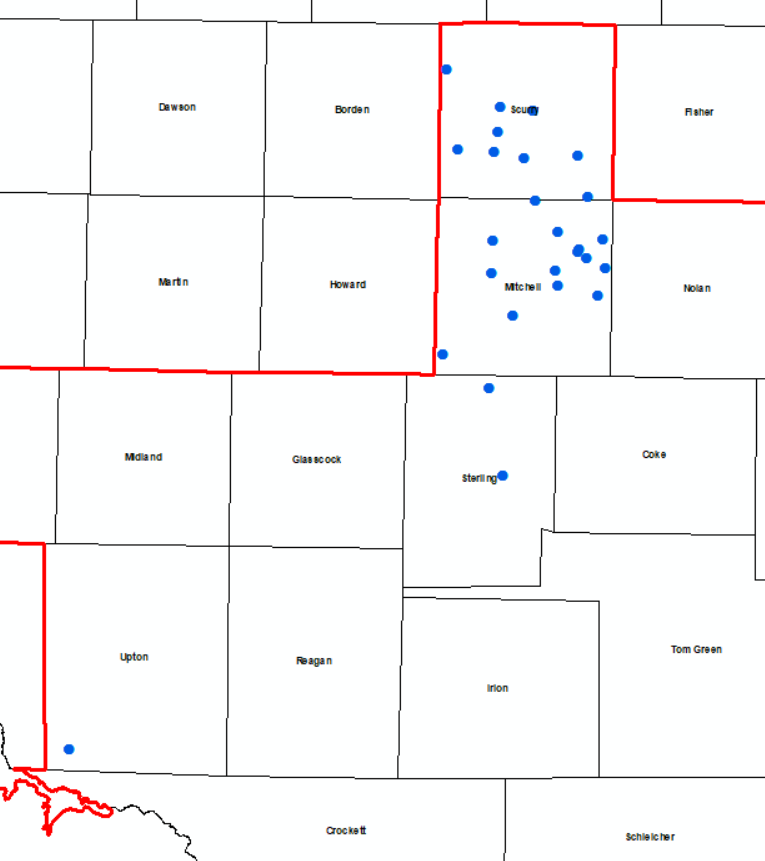 Dawson
Borden
Scurry
Fisher
Martin
Howard
Mitchell
Nolan
Midland
Glasscock
Sterling
Coke
Upton
Reagan
Irion
Tom Green
Crockett
Schleicher